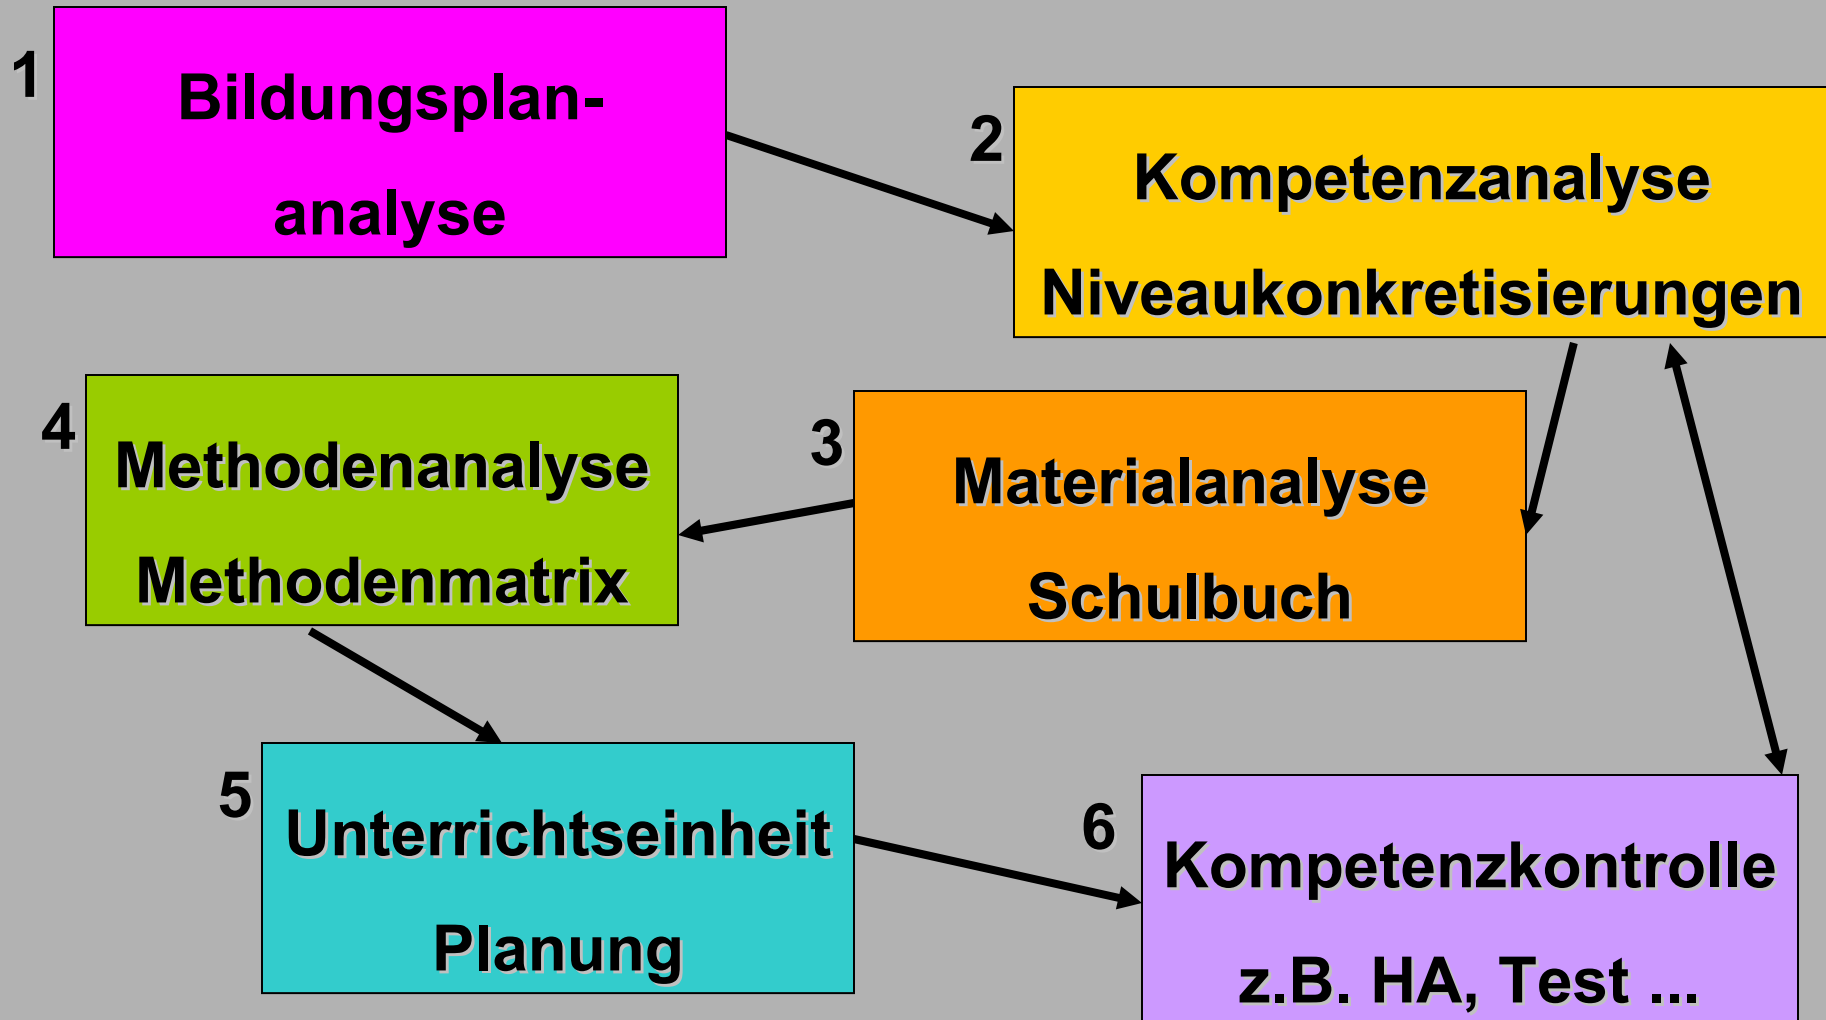 1
Bildungsplan-
analyse
2
Kompetenzanalyse
Niveaukonkretisierungen
3
Materialanalyse
Schulbuch
4
Methodenanalyse
Methodenmatrix
5
Unterrichtseinheit
Planung
6
Kompetenzkontrolle
z.B. HA, Test ...